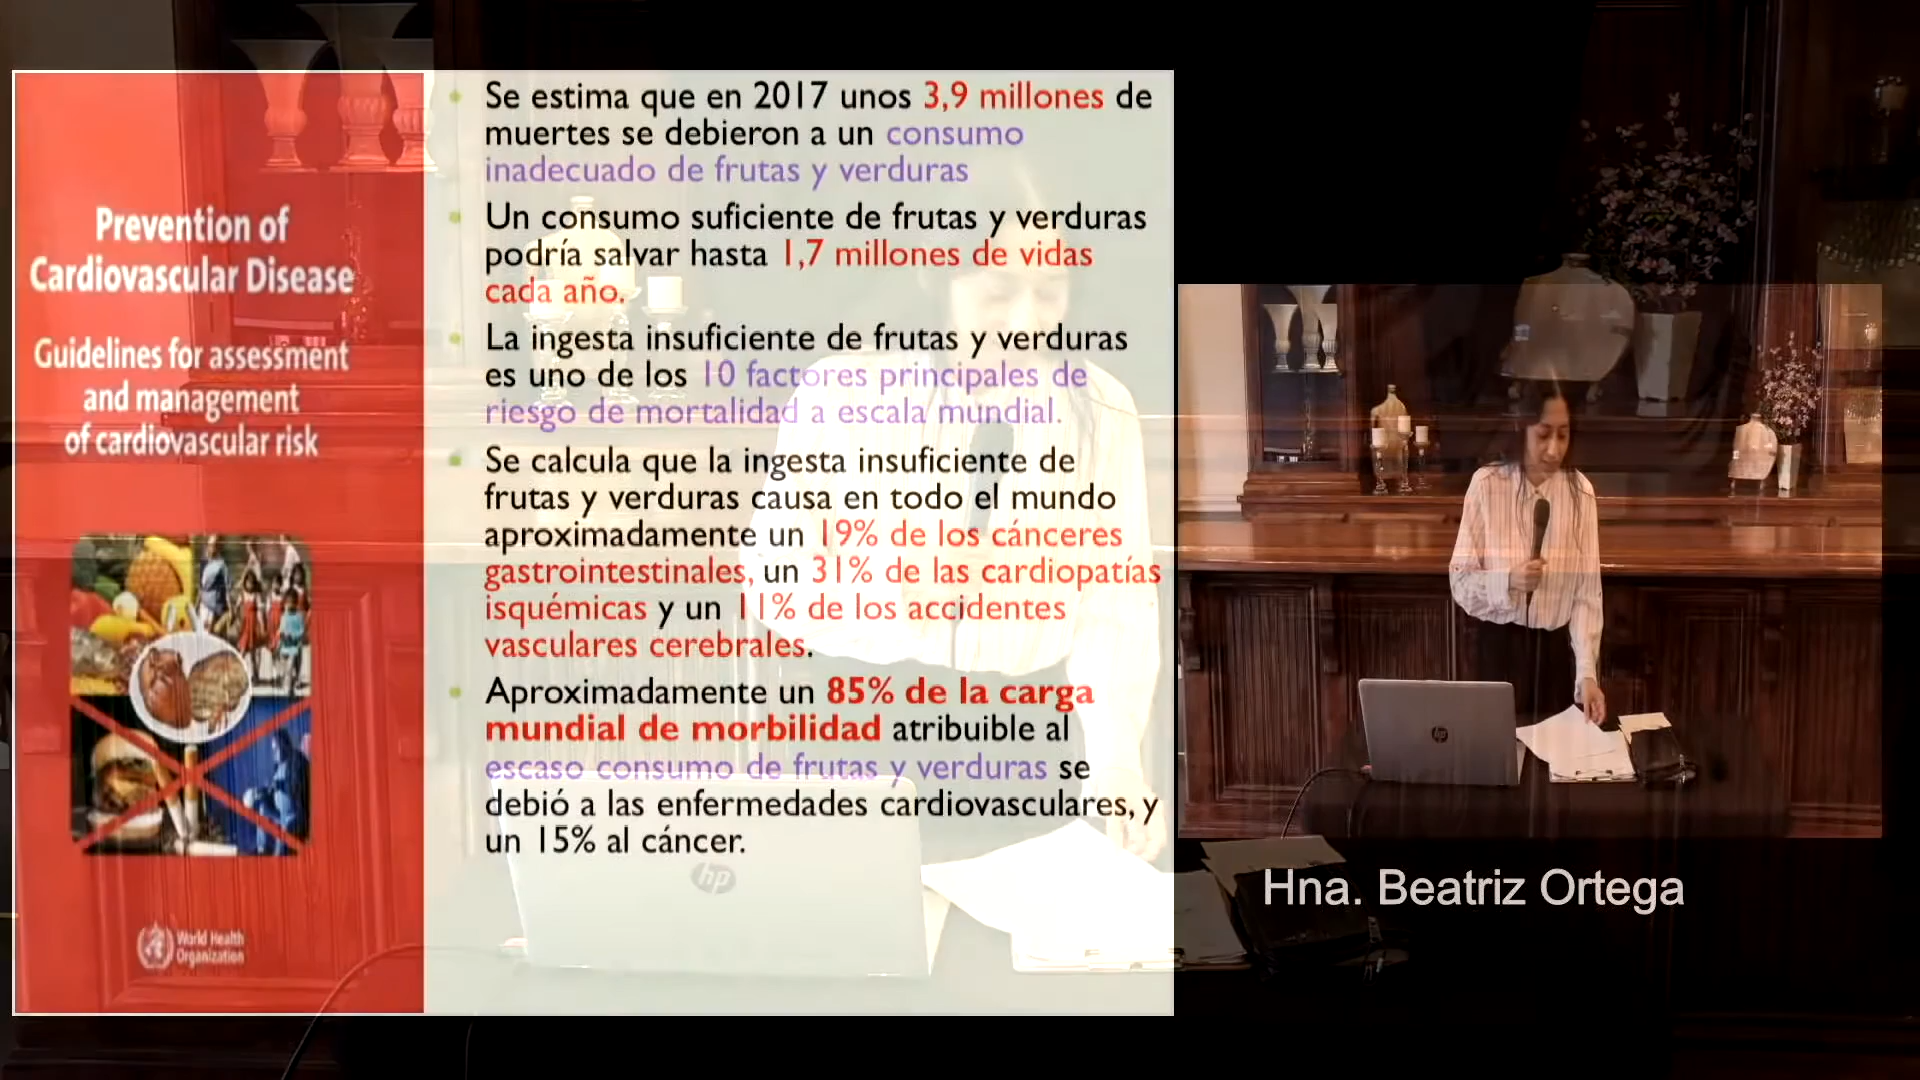 Prevention of
Cardiovascular Disease
Guidelines for assessment
and management
of cardiovascular risk
World Health
Organization
Se estima que en 2017 unos 3,9 millones de
muertes se debieron a un consumo
inadecuado de frutas y verduras
Un consumo suficiente de frutas y verduras
podría salvar hasta 1,7 millones de vidas
cada año.
La ingesta insuficiente de frutas y verduras
es uno de los 10 factores principales de
riesgo de mortalidad a escala mundial.
Se calcula que la ingesta insuficiente de
frutas y verduras causa en todo el mundo
aproximadamente un 19% de los cánceres
gastrointestinales, un 31% de las cardiopatías
isquémicas y un 11% de los accidentes
vasculares cerebrales.
Aproximadamente un 85% de la carga
mundial de morbilidad atribuible al
escaso consumo de frutas y verduras se
debió a las enfermedades cardiovasculares, y
un 15% al cáncer.
hp
hp
Hna. Beatriz Ortega